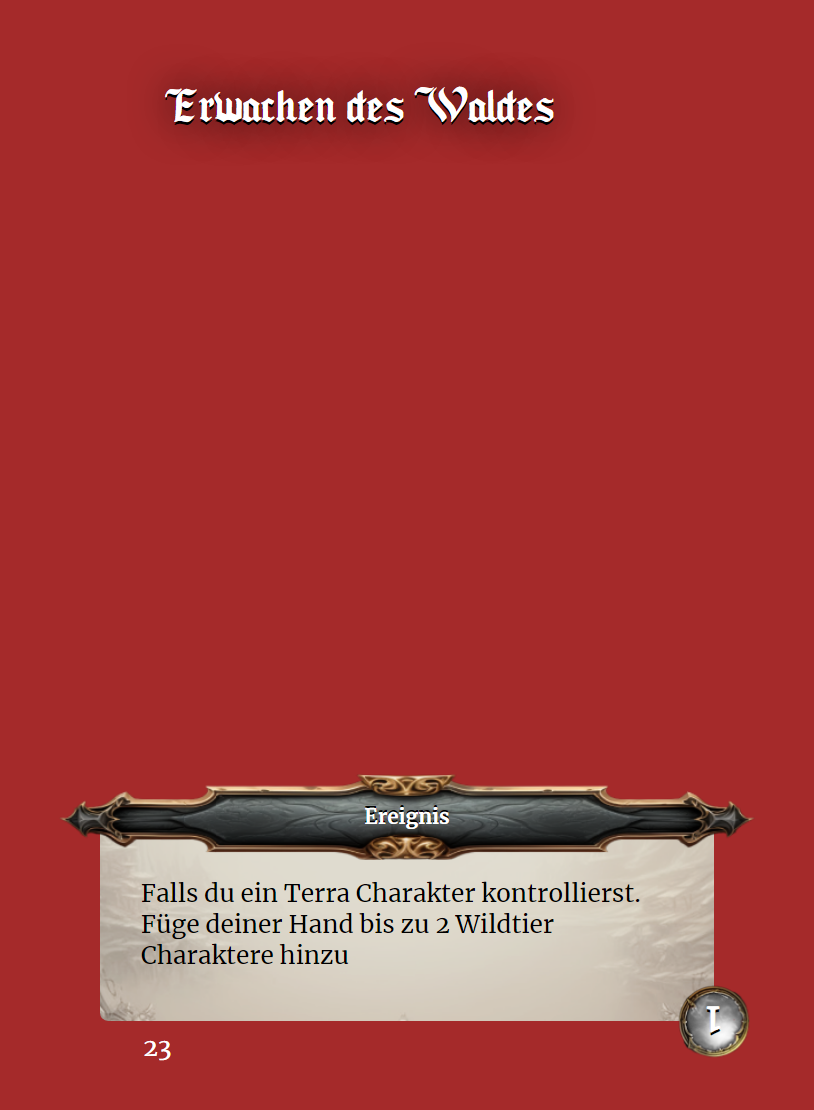 Erwachen des Waldes
Ereignis
Falls du ein Terra Charakter kontrollierst.
Füge deiner Hand bis zu 2 Wildtier
Charaktere hinzu
1
23